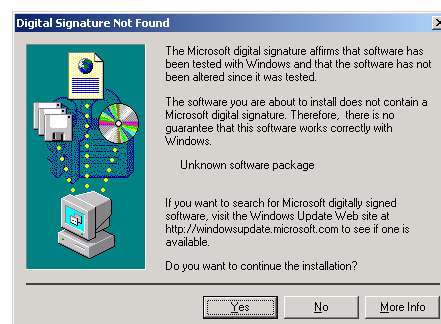 Digital Signature Not Found
The Microsoft digital signature affirms that software has
been tested with Windows and that the software has not
been altered since it was tested.
The software you are about to install does not contain a
Microsoft digital signature. Therefore, there is no
guarantee that this software works correctly with
Windows.
Unknown software package
If you want to search for Microsoft digitally signed
software, visit the Windows Update Web site at
http://windowsupdate.microsoft.com to see if one is
available.
Do you want to continue the installation?
Yes
No
More Info